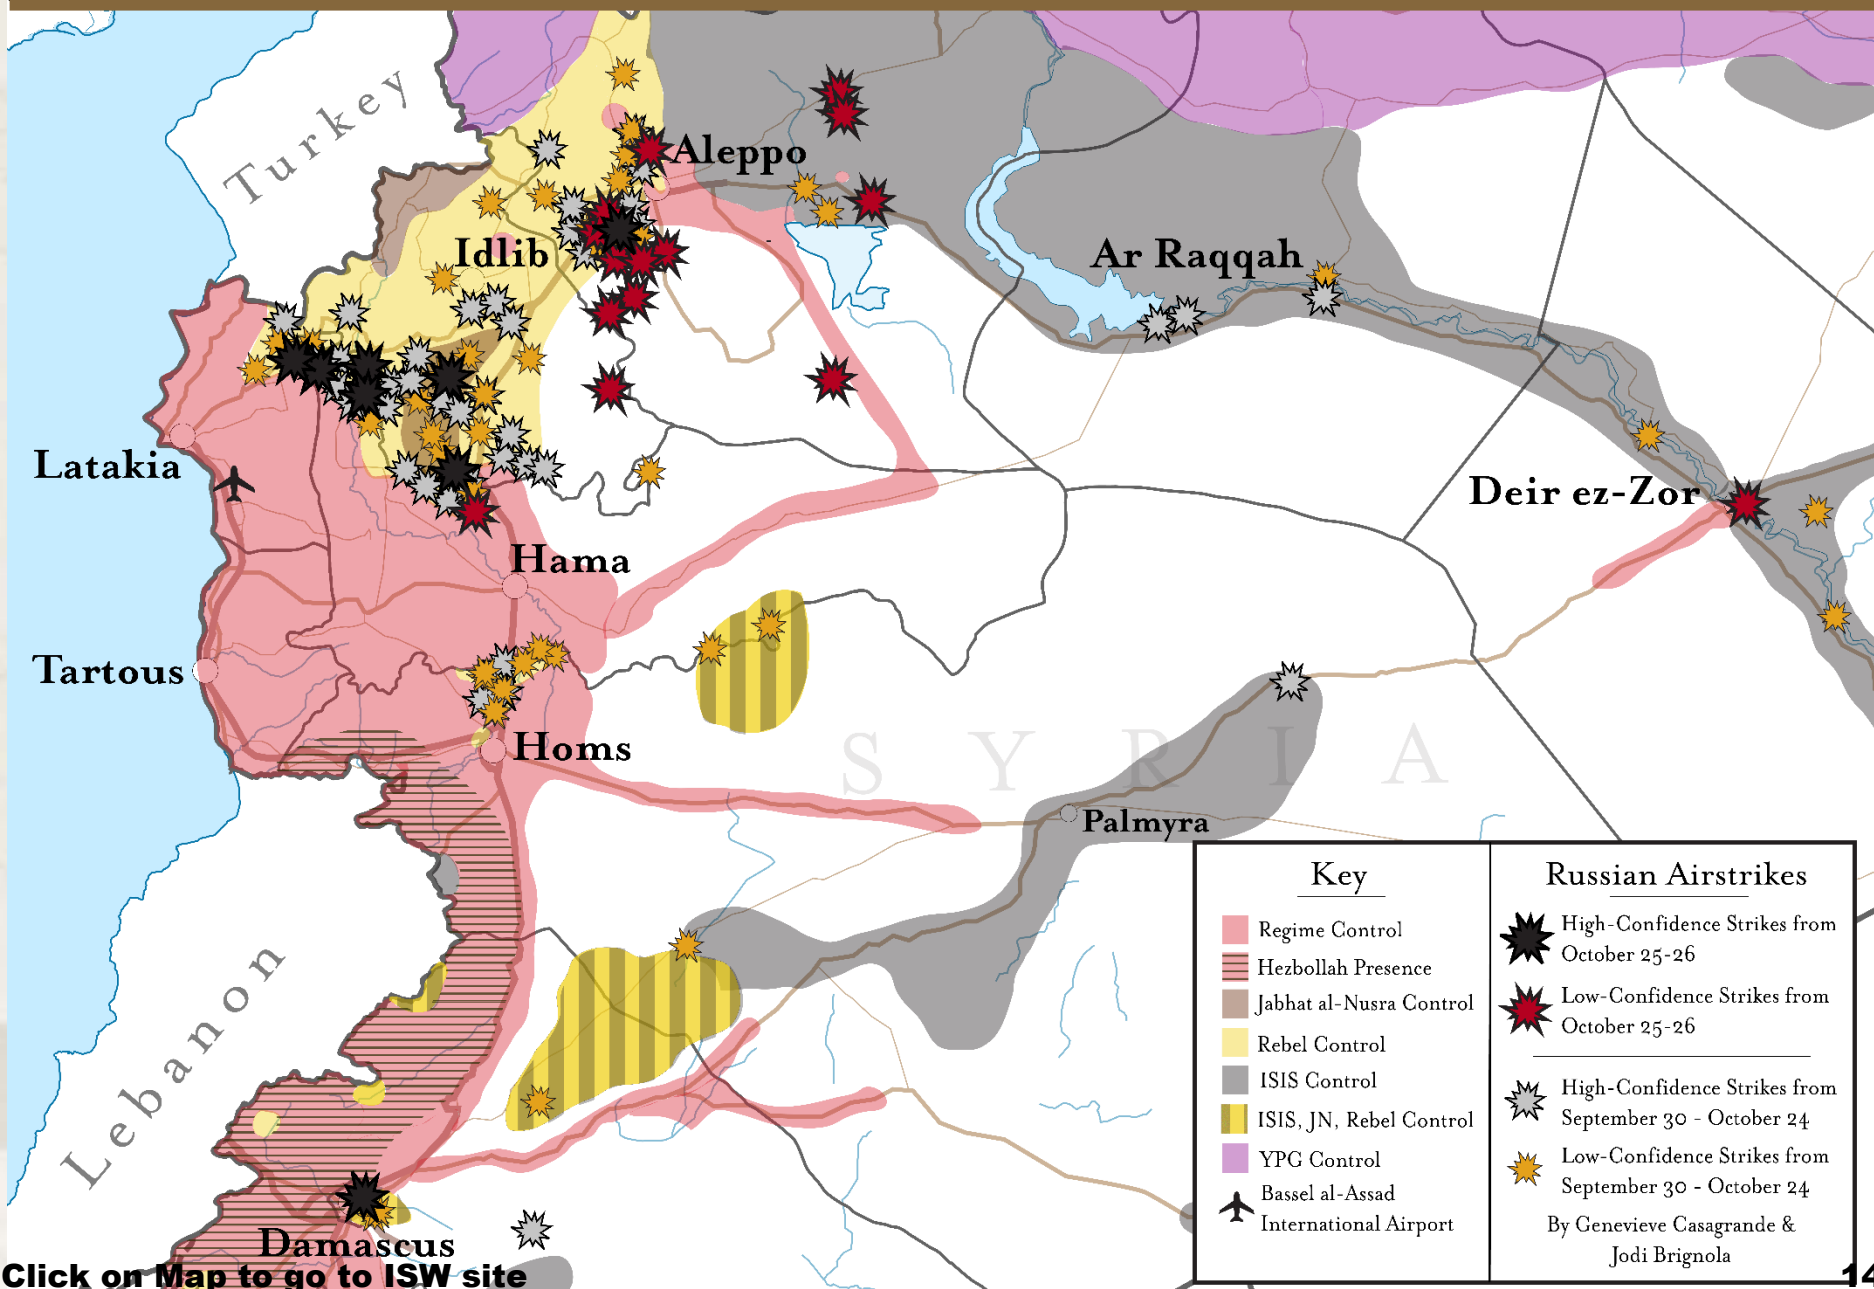 Turkey
Aleppo
Idlib
Ar Raqqah
Latakia
Deir ez-Zor
Hama
Tartous
Homs
SYRIA
Palmyra
Lebanon
Damascus
Key
Regime Control
Hezbollah Presence
Jabhat al-Nusra Control
Rebel Control
ISIS Control
ISIS, JN, Rebel Control
YPG Control
Bassel al-Assad
International Airport
Russian Airstrikes
High-Confidence Strikes from
October 25-26
Low-Confidence Strikes from
October 25-26
High-Confidence Strikes from
September 30 - October 24
Low-Confidence Strikes from
September 30 - October 24
By Genevieve Casagrande &
Jodi Brignola
Click on Map to go to ISW site
14